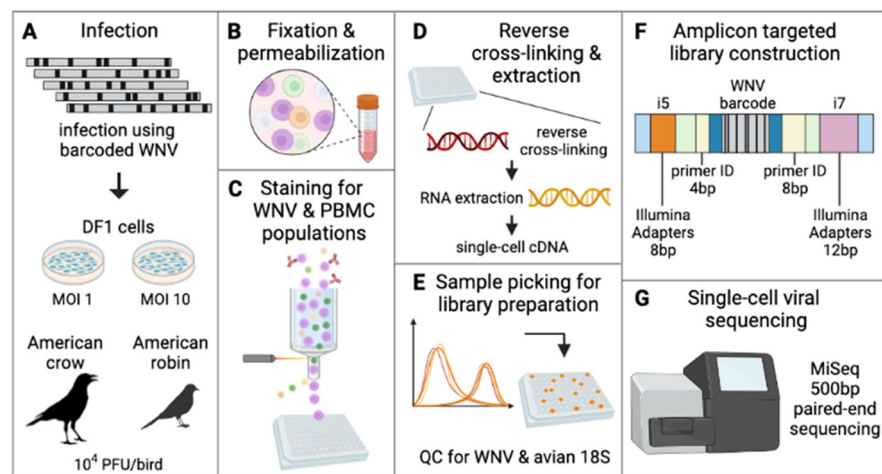 A Infection
infection using
barcoded WNV
DF1 cells
MOI 1 MOI 10
American American
crow robin
10⁴ PFU/bird
B Fixation &
permeabilization
C Staining for
WNV & PBMC
populations
D Reverse
cross-linking &
extraction
reverse
cross-linking
RNA extraction
single-cell cDNA
E Sample picking for
library preparation
QC for WNV & avian 18S
F Amplicon targeted
library construction
WNV
i5 barcode i7
primer ID primer ID
4bp 8bp
Illumina Illumina
Adapters Adapters
8bp 12bp
G Single-cell viral
sequencing
MiSeq
500bp
paired-end
sequencing